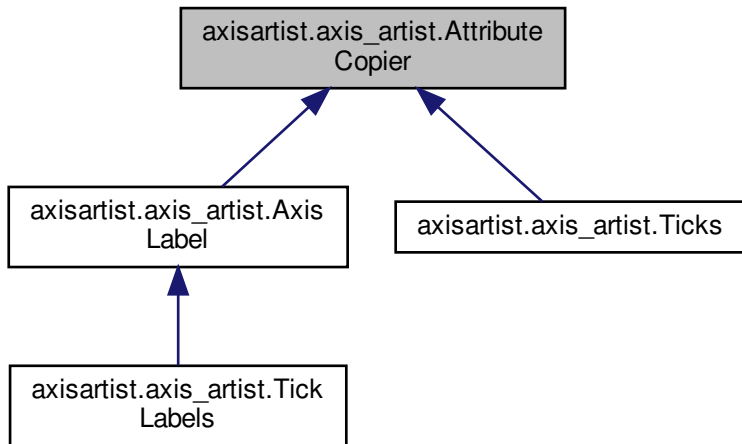 axisartist.axis_artist.Attribute
Copier
axisartist.axis_artist.Axis
Label
axisartist.axis_artist.Ticks
axisartist.axis_artist.Tick
Labels